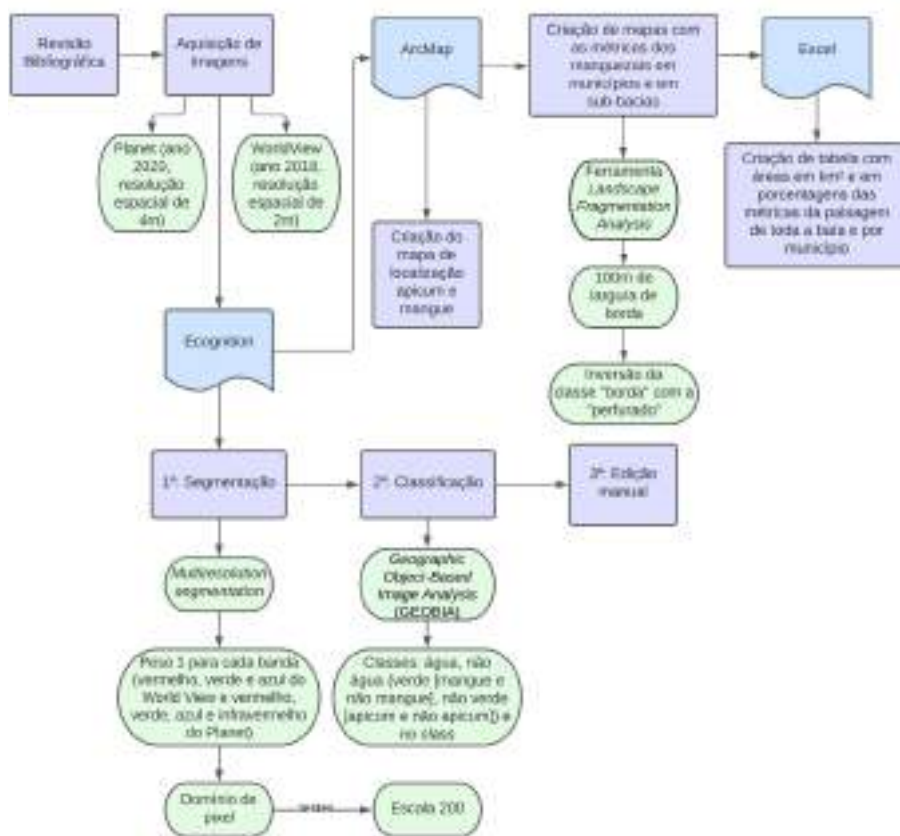 Revisão
Bibliográfica
Aquisição de
Imagens
ArcMap
Criação de mapas com
as métricas dos
manguezais em
municípios e em
sub-bacias
Excel
Planet (ano
2020,
resolução
espacial de
4m)
WorldView
(ano 2018,
resolução
espacial de
2m)
Criação do
mapa de
localização
apicum e
mangue
Ferramenta
Landscape
Fragmentation
Analysis
Criação de tabela com
áreas em km² e em
porcentagens das
métricas da paisagem
de toda a baía e por
município
100m de
largura de
borda
Ecognition
Inversão da
classe "borda" com a
"perfurado"
1º: Segmentação
2º: Classificação
3º: Edição
manual
Multiresolution
segmentation
Geographic
Object-Based
Image Analysis
(GEOBIA)
Peso 1 para cada banda
(vermelho, verde e azul do
World View e vermelho,
verde, azul e infravermelho
do Planet)
Classes: água, não
água (verde [mangue e
não mangue], não verde
[apicum e não apicum]) e
no class
Domínio de
pixel
testes
Escala 200